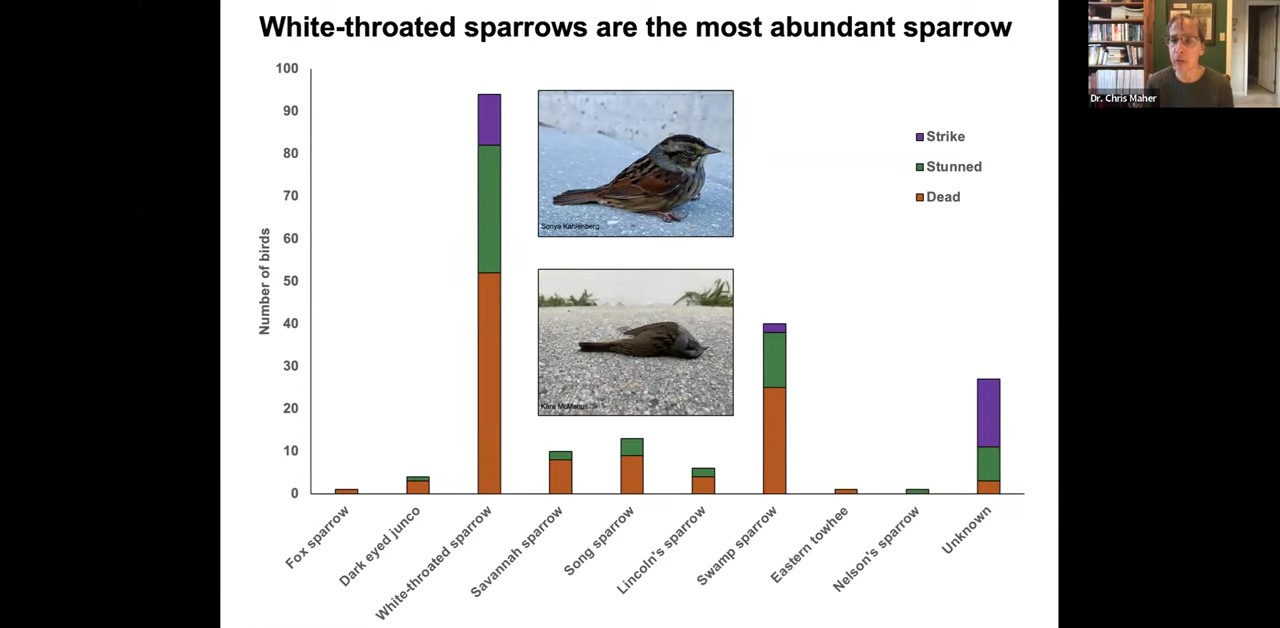 White-throated sparrows are the most abundant sparrow
Dr. Chris Maher
100
90
80
70
60
50
40
30
20
10
0
Number of birds
Strike
Stunned
Dead
Sonya Kahlenberg
Kara McManus
Fox sparrow
Dark eyed junco
White-throated sparrow
Savannah sparrow
Song sparrow
Lincoln's sparrow
Swamp sparrow
Eastern towhee
Nelson's sparrow
Unknown